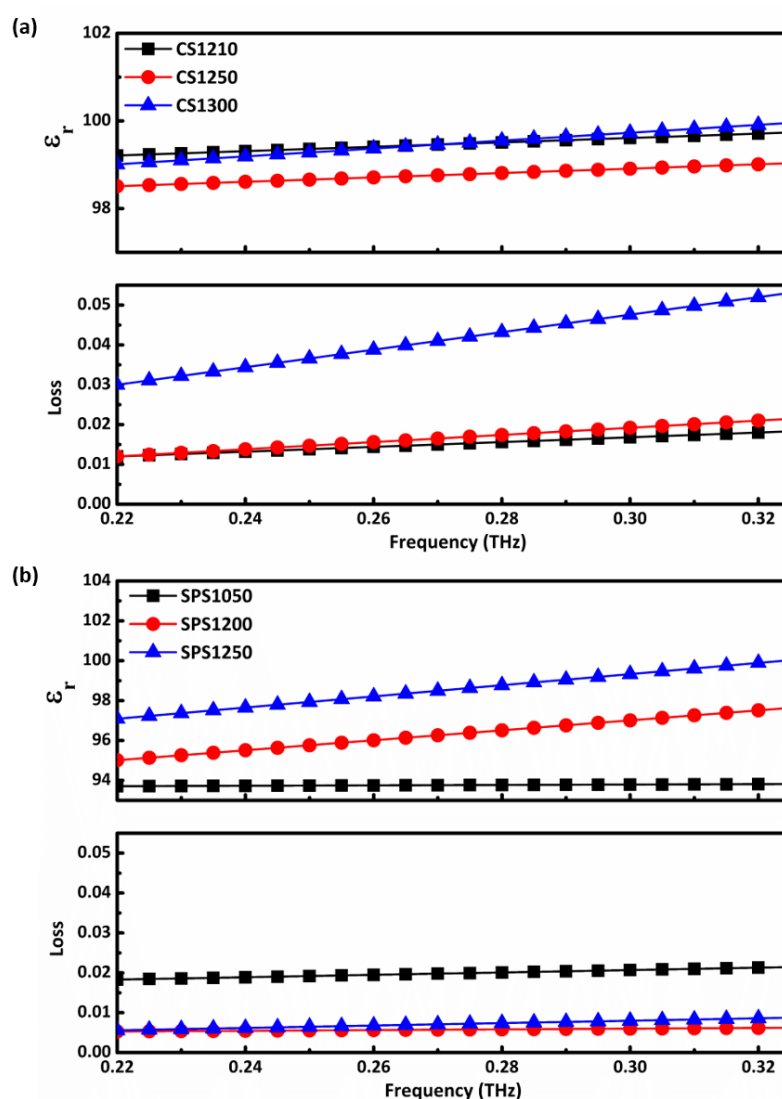 (a)
102
100
98
εr
CS1210
CS1250
CS1300
0.05
0.04
0.03
0.02
0.01
0.00
Loss
0.22 0.24 0.26 0.28 0.30 0.32
Frequency (THz)
(b)
104
102
100
98
96
94
εr
SPS1050
SPS1200
SPS1250
0.05
0.04
0.03
0.02
0.01
0.00
Loss
0.22 0.24 0.26 0.28 0.30 0.32
Frequency (THz)